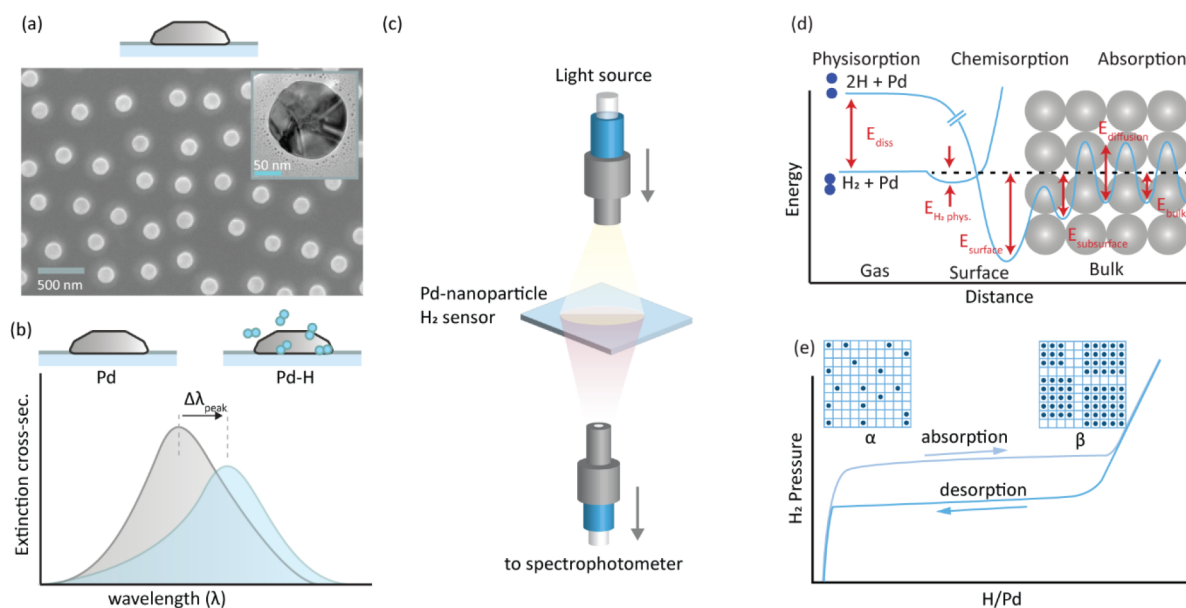 (a)
50 nm
500 nm
(b)
Pd
Pd-H
Δλpeak
Extinction cross-sec.
wavelength (λ)
(c)
Light source
Pd-nanoparticle
H₂ sensor
to spectrophotometer
(d)
Physisorption
Chemisorption
Absorption
2H + Pd
Ediss
H₂ + Pd
EH₂ phys.
Esurface
Esubsurface
Ediffusion
Ebulk
Energy
Gas
Surface
Bulk
Distance
(e)
α
β
absorption
desorption
H₂ Pressure
H/Pd